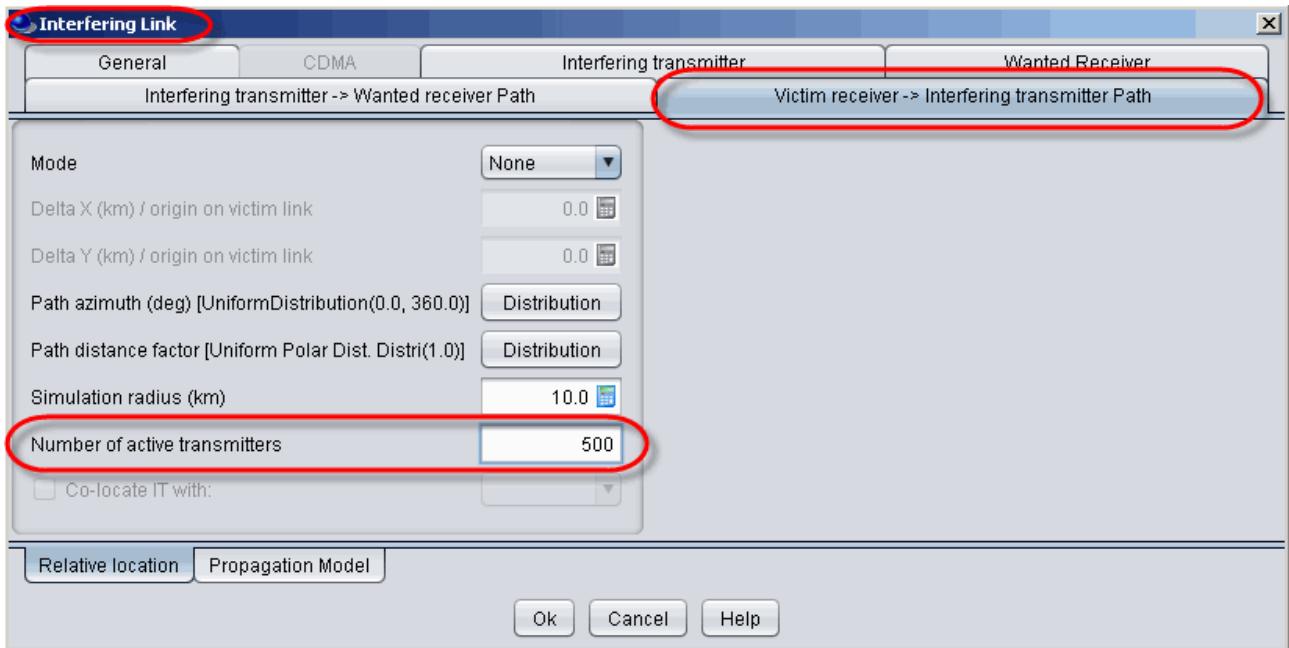 Interfering Link
General CDMA Interfering transmitter Wanted Receiver
Interfering transmitter -> Wanted receiver Path Victim receiver -> Interfering transmitter Path
Mode None
Delta X (km) / origin on victim link 0.0
Delta Y (km) / origin on victim link 0.0
Path azimuth (deg) [UniformDistribution(0.0, 360.0)] Distribution
Path distance factor [Uniform Polar Dist. Distri(1.0)] Distribution
Simulation radius (km) 10.0
Number of active transmitters 500
Co-locate IT with:
Relative location Propagation Model
Ok Cancel Help